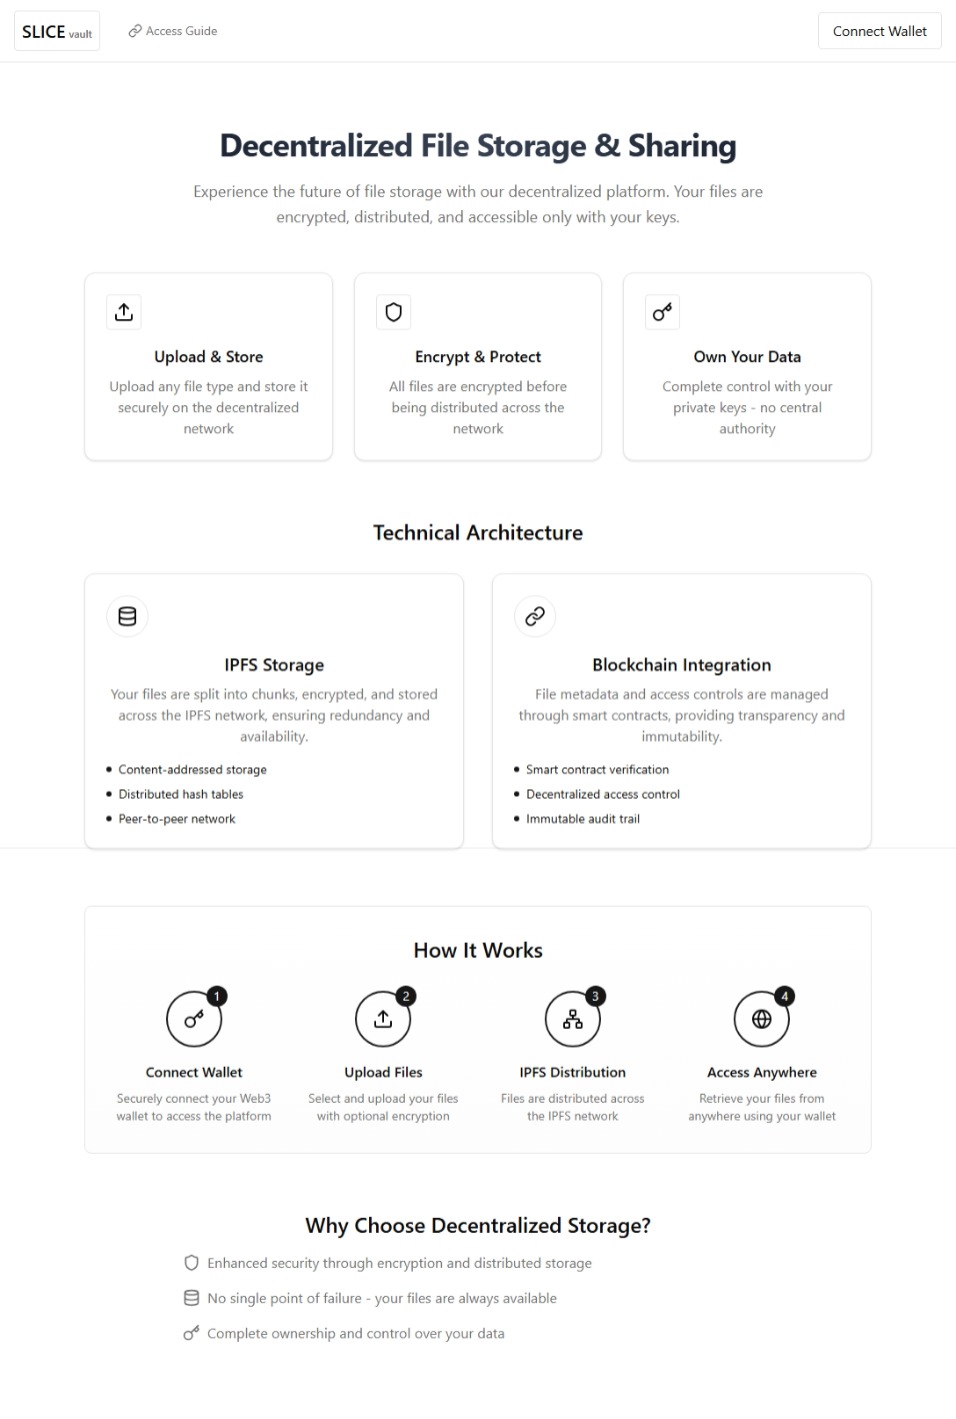 SLICE vault
Access Guide
Connect Wallet
Decentralized File Storage & Sharing
Experience the future of file storage with our decentralized platform. Your files are
encrypted, distributed, and accessible only with your keys.
Upload & Store
Upload any file type and store it
securely on the decentralized
network
Encrypt & Protect
All files are encrypted before
being distributed across the
network
Own Your Data
Complete control with your
private keys - no central
authority
Technical Architecture
IPFS Storage
Your files are split into chunks, encrypted, and stored
across the IPFS network, ensuring redundancy and
availability.
Content-addressed storage
Distributed hash tables
Peer-to-peer network
Blockchain Integration
File metadata and access controls are managed
through smart contracts, providing transparency and
immutability.
Smart contract verification
Decentralized access control
Immutable audit trail
How It Works
1
Connect Wallet
Securely connect your Web3
wallet to access the platform
2
Upload Files
Select and upload your files
with optional encryption
3
IPFS Distribution
Files are distributed across
the IPFS network
4
Access Anywhere
Retrieve your files from
anywhere using your wallet
Why Choose Decentralized Storage?
Enhanced security through encryption and distributed storage
No single point of failure - your files are always available
Complete ownership and control over your data